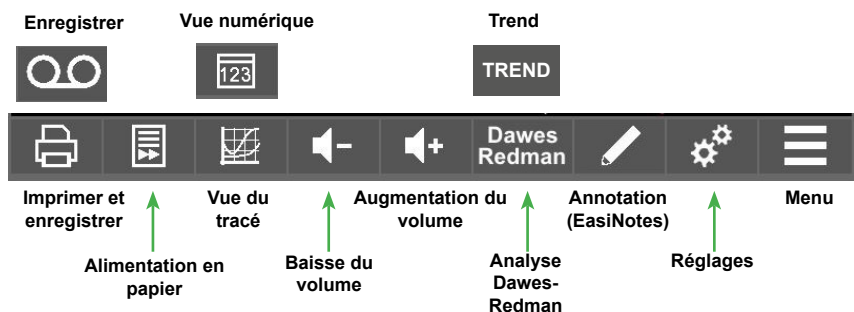 Enregistrer
Vue numérique
Trend
123
TREND
Dawes
Redman
Imprimer et
enregistrer
Vue du
tracé
Augmentation du
volume
Annotation
(EasiNotes)
Menu
Alimentation en
papier
Baisse du
volume
Analyse
Dawes-
Redman
Réglages